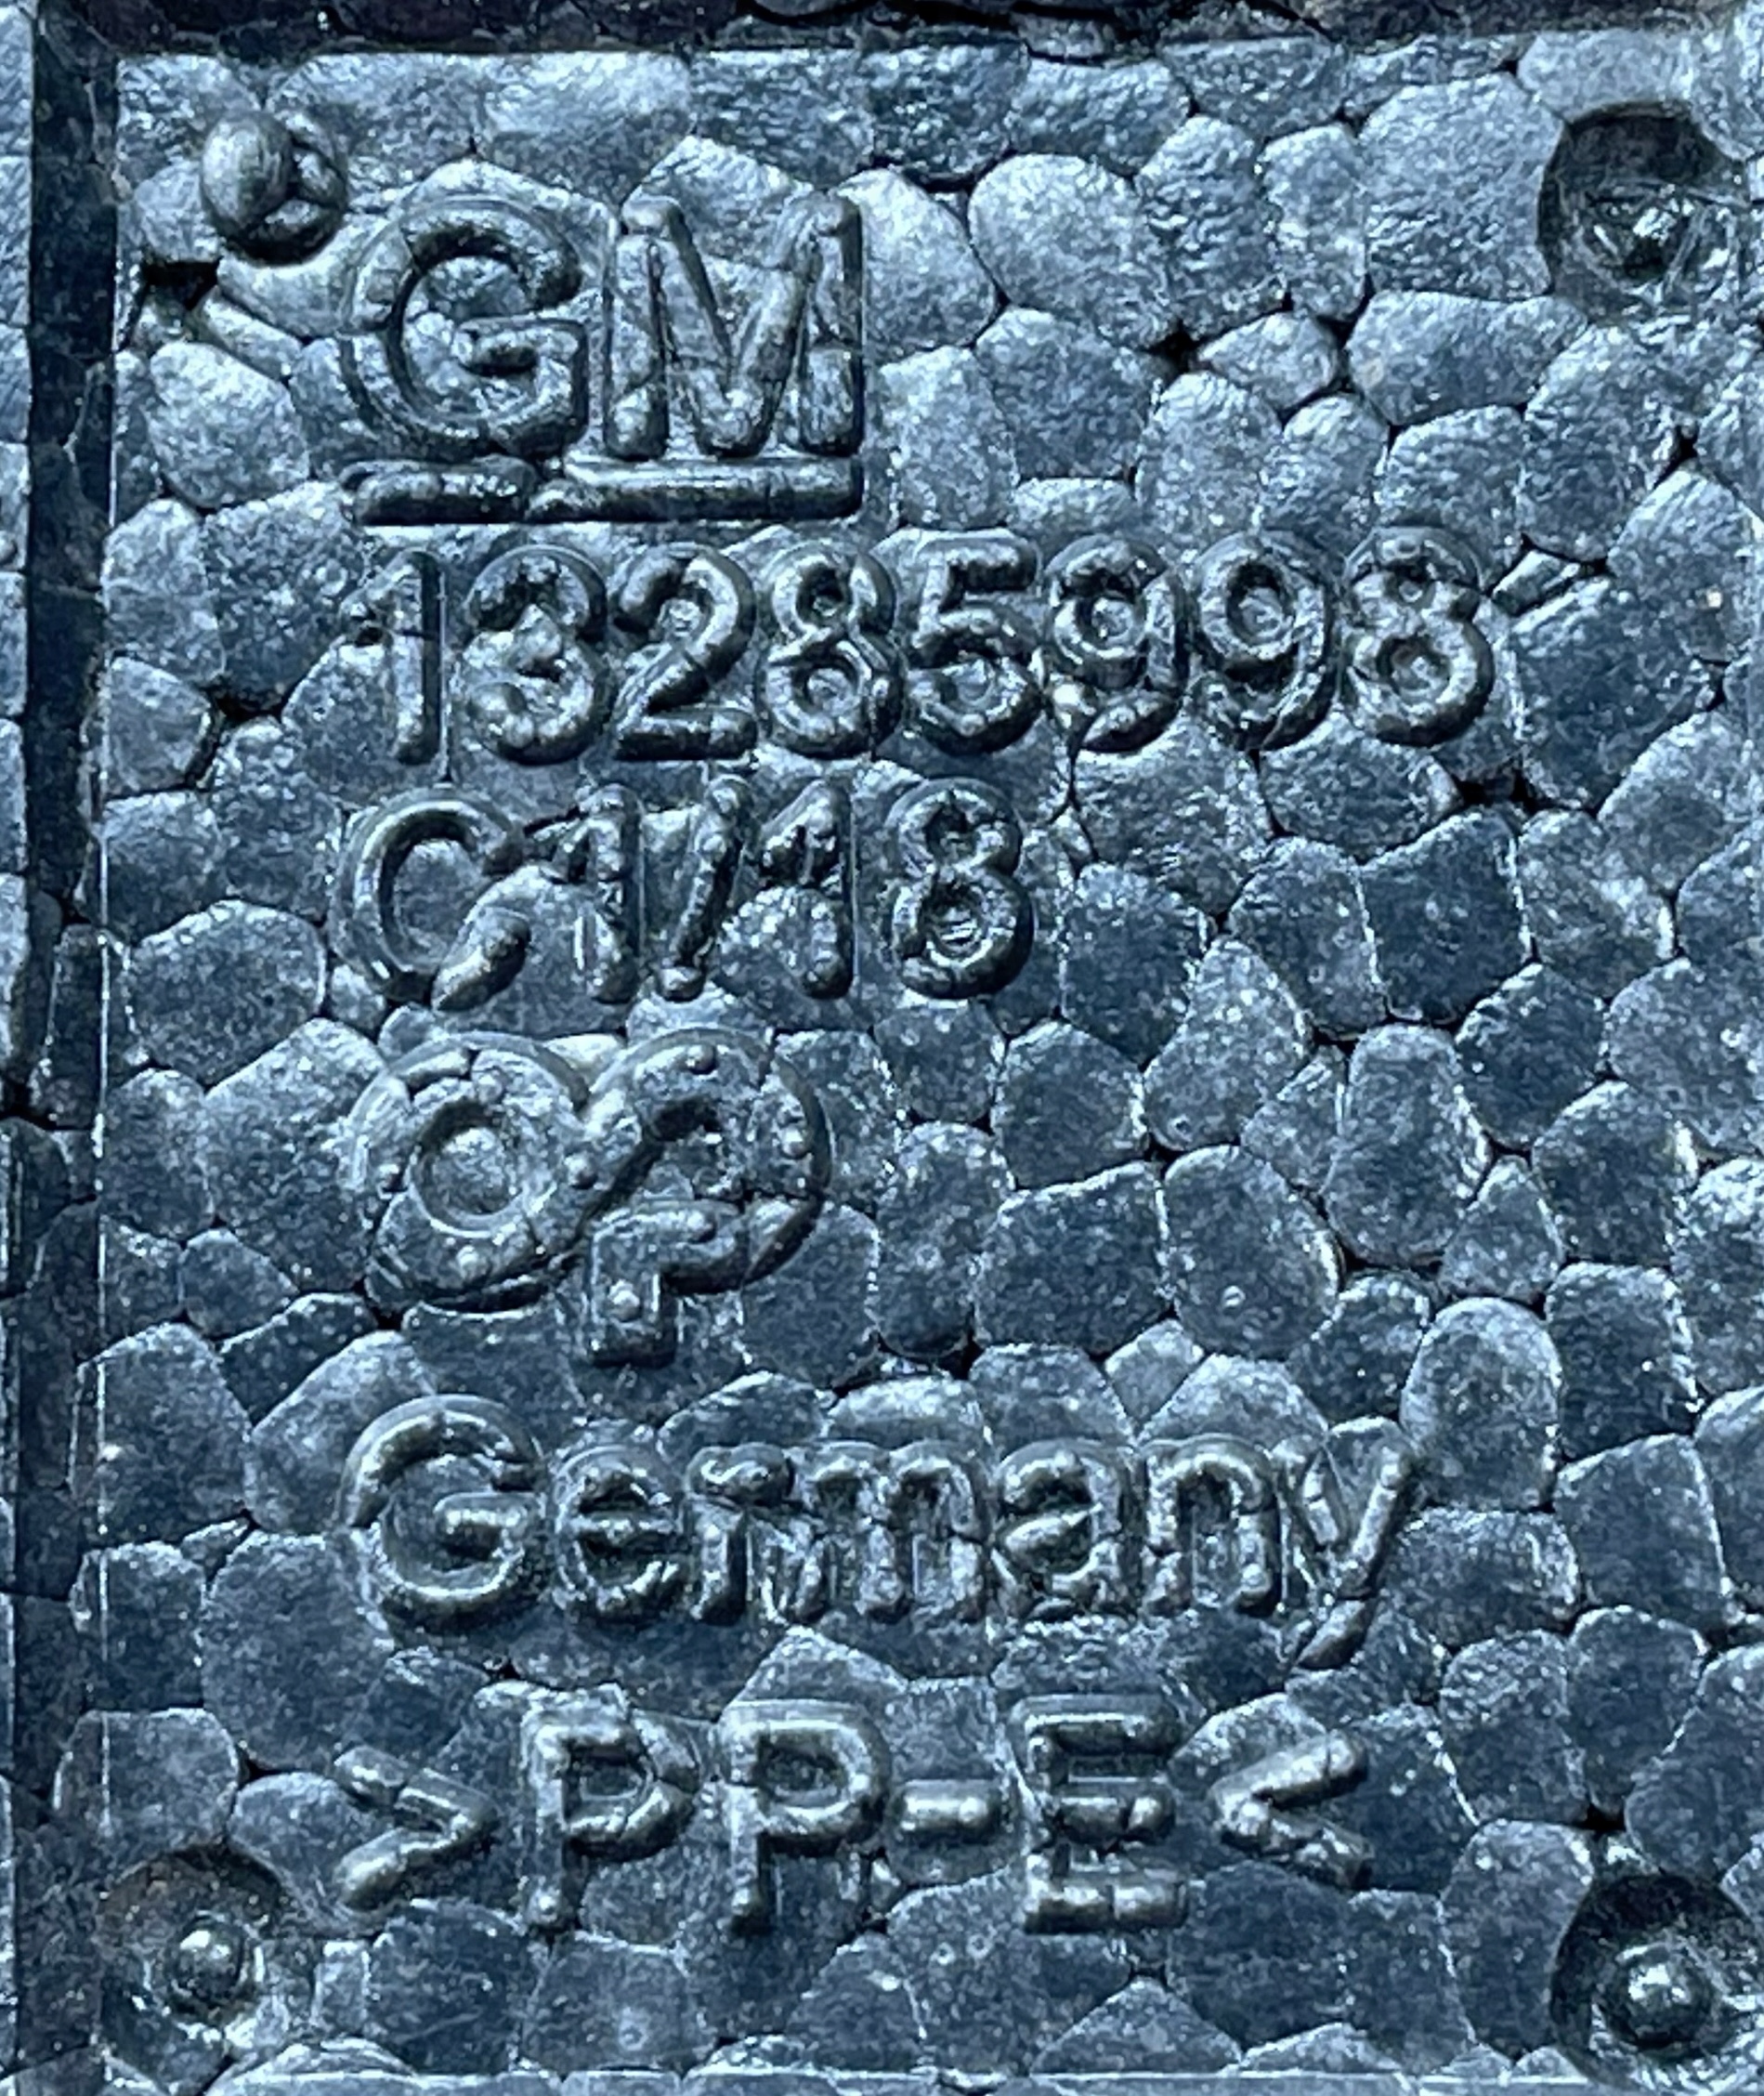 GM
13285998
C1/18
OP
Germany
>PP-E<